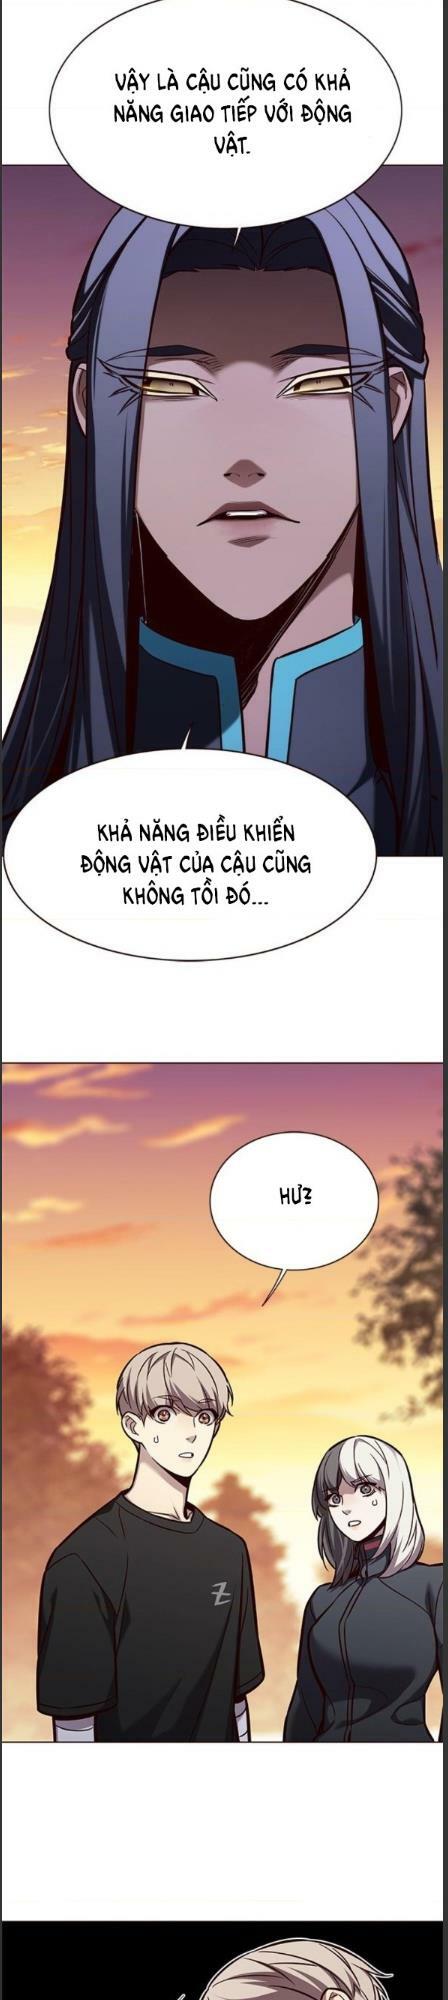 VẬY LÀ CẬU CŨNG CÓ KHẢ
NĂNG GIAO TIẾP VỚI ĐỘNG
VẬT.
KHẢ NĂNG ĐIỀU KHIỂN
ĐỘNG VẬT CỦA CẬU CŨNG
KHÔNG TỒI ĐÓ...
HỬ?
Z